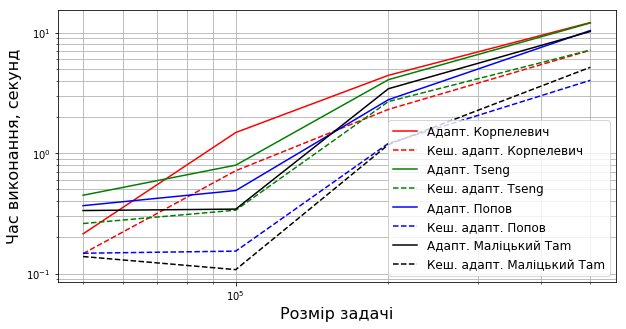 Час виконання, секунд
10¹
10⁰
10⁻¹
10⁵
Розмір задачі
Адапт. Корпелевич
Кеш. адапт. Корпелевич
Адапт. Tseng
Кеш. адапт. Tseng
Адапт. Попов
Кеш. адапт. Попов
Адапт. Маліцький Tam
Кеш. адапт. Маліцький Tam